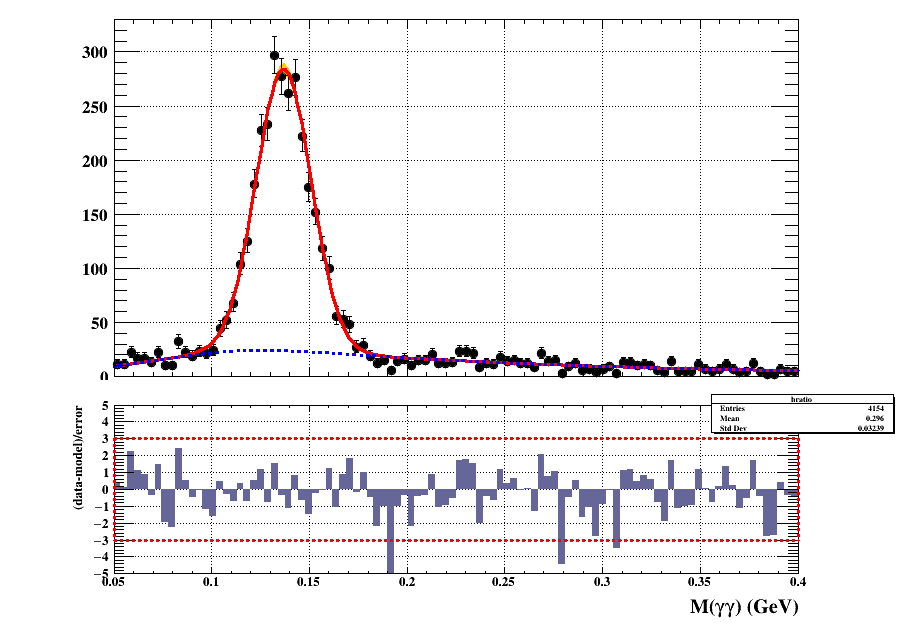 300
250
200
150
100
50
0
hratio
Entries 4154
Mean 0.296
Std Dev 0.03239
(data-model)/error
5
4
3
2
1
0
−1
−2
−3
−4
−5
0.05 0.1 0.15 0.2 0.25 0.3 0.35 0.4
M(γγ) (GeV)